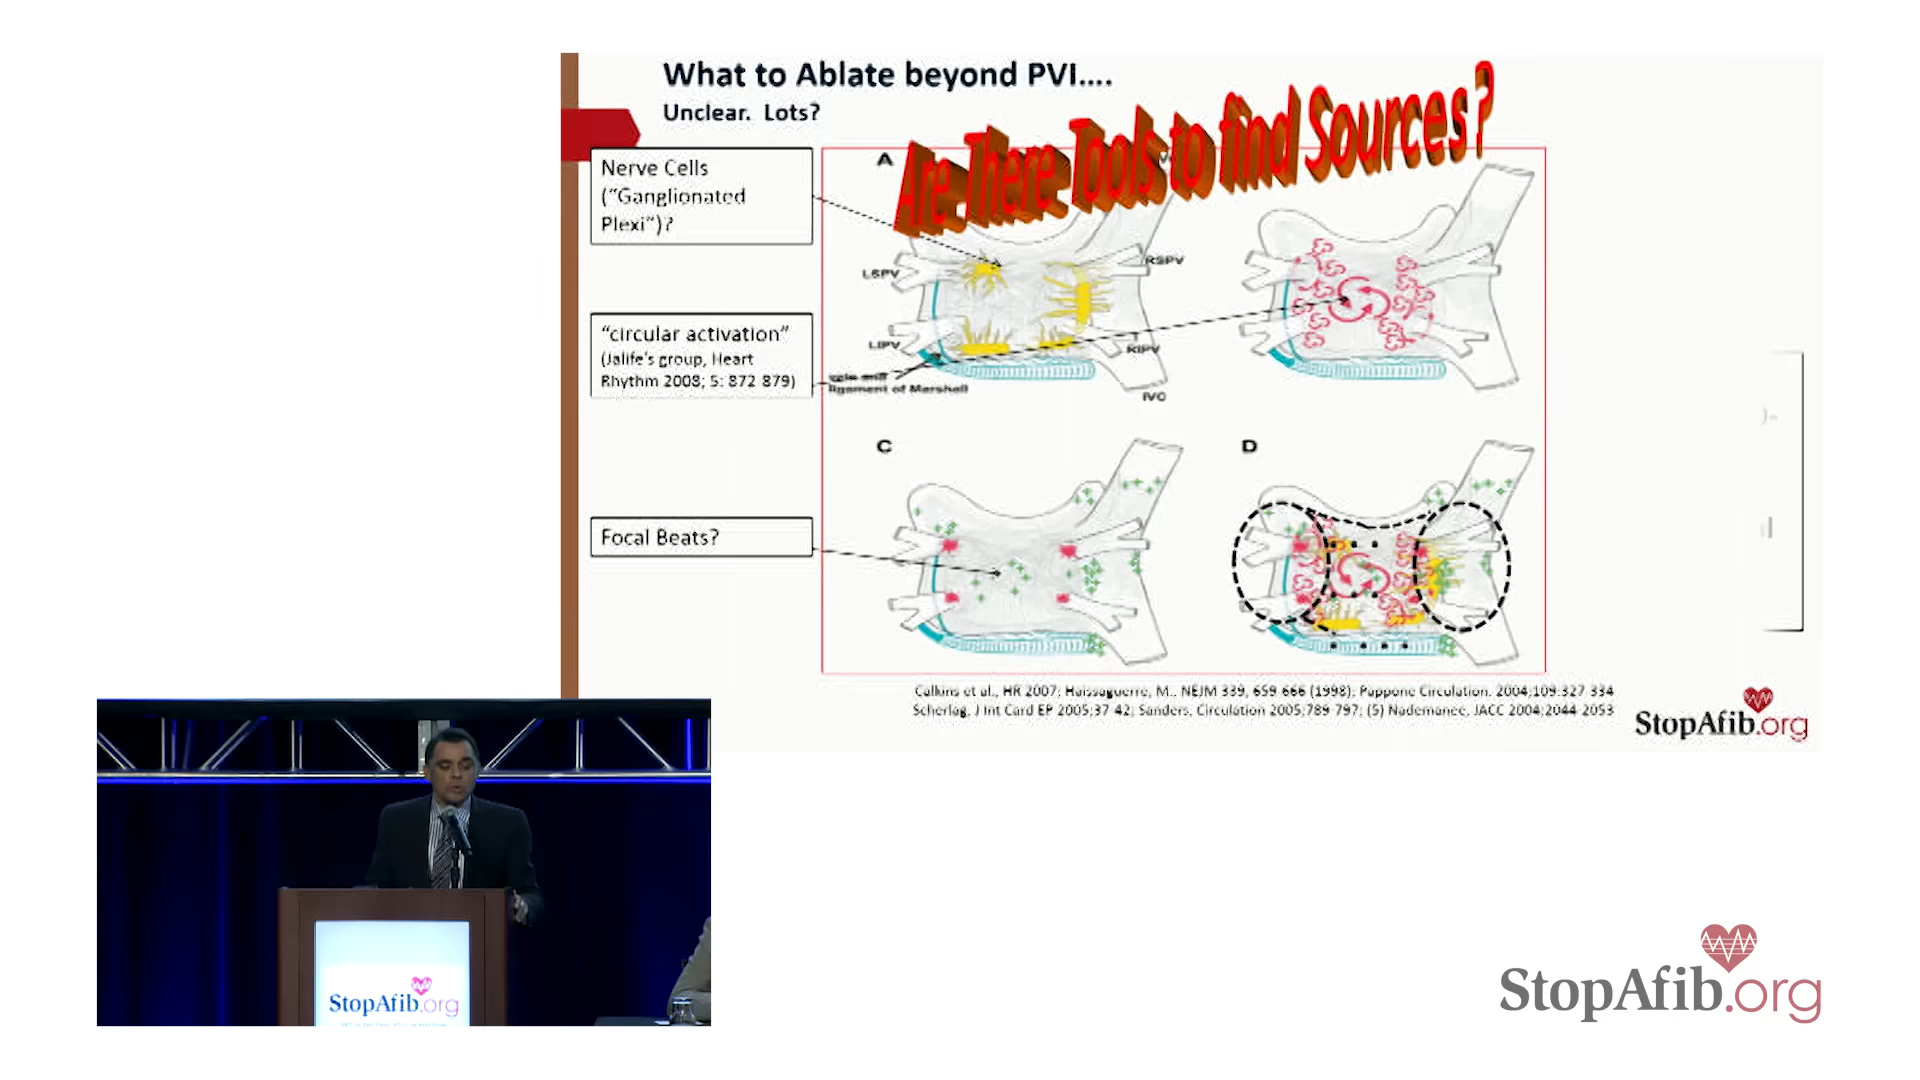 What to Ablate beyond PVI....
Unclear. Lots?
Are There Tools to find Sources?
Nerve Cells
("Ganglionated
Plexi")?
"circular activation"
(Jalife's group, Heart
Rhythm 2008; 5: 872 879)
Focal Beats?
A
LSPV
RSPV
LIPV
RIPV
ligament of Marshall
IVC
C
D
Calkins et al., HR 2007; Haissaguerre, M., NEJM 339, 659 666 (1998); Pappone Circulation. 2004;109:327 334
Scherlag, J Int Card EP 2005;37 42; Sanders, Circulation 2005;789 797; (5) Nademanee, JACC 2004;2044 2053
StopAfib.org
StopAfib.org
StopAfib.org